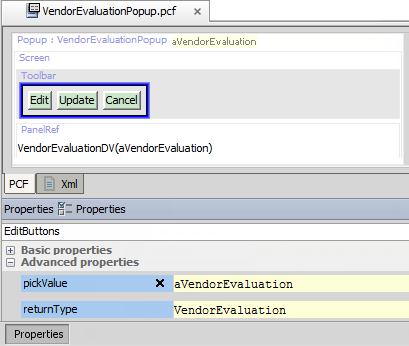 VendorEvaluationPopup.pcf ×
Popup : VendorEvaluationPopup aVendorEvaluation
Screen
Toolbar
Edit Update Cancel
PanelRef
VendorEvaluationDV(aVendorEvaluation)
PCF Xml
Properties Properties
EditButtons
Basic properties
Advanced properties
pickValue aVendorEvaluation
returnType VendorEvaluation
Properties